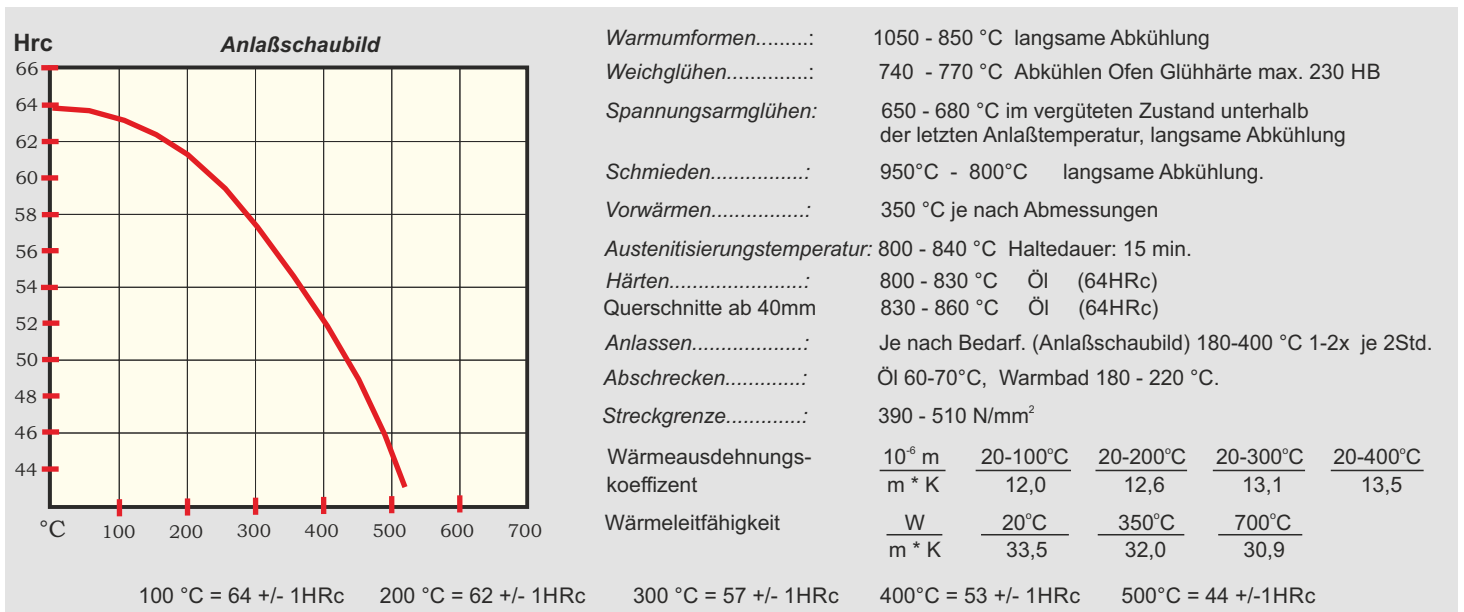 Hrc
Anlaßschaubild
66
64
62
60
58
56
54
52
50
48
46
44
°C 100 200 300 400 500 600 700
Warmumformen.........: 1050 - 850 °C langsame Abkühlung
Weichglühen..............: 740 - 770 °C Abkühlen Ofen Glühhärte max. 230 HB
Spannungsarmglühen: 650 - 680 °C im vergüteten Zustand unterhalb
der letzten Anlaßtemperatur, langsame Abkühlung
Schmieden................: 950°C - 800°C langsame Abkühlung.
Vorwärmen................: 350 °C je nach Abmessungen
Austenitisierungstemperatur: 800 - 840 °C Haltedauer: 15 min.
Härten.......................: 800 - 830 °C Öl (64HRc)
Querschnitte ab 40mm 830 - 860 °C Öl (64HRc)
Anlassen...................: Je nach Bedarf. (Anlaßschaubild) 180-400 °C 1-2x je 2Std.
Abschrecken.............: Öl 60-70°C, Warmbad 180 - 220 °C.
Streckgrenze.............: 390 - 510 N/mm²
Wärmeausdehnungs- 10⁻⁶ m 20-100°C 20-200°C 20-300°C 20-400°C
koeffizent m * K 12,0 12,6 13,1 13,5
Wärmeleitfähigkeit W 20°C 350°C 700°C
m * K 33,5 32,0 30,9
100 °C = 64 +/- 1HRc 200 °C = 62 +/- 1HRc 300 °C = 57 +/- 1HRc 400°C = 53 +/- 1HRc 500°C = 44 +/-1HRc